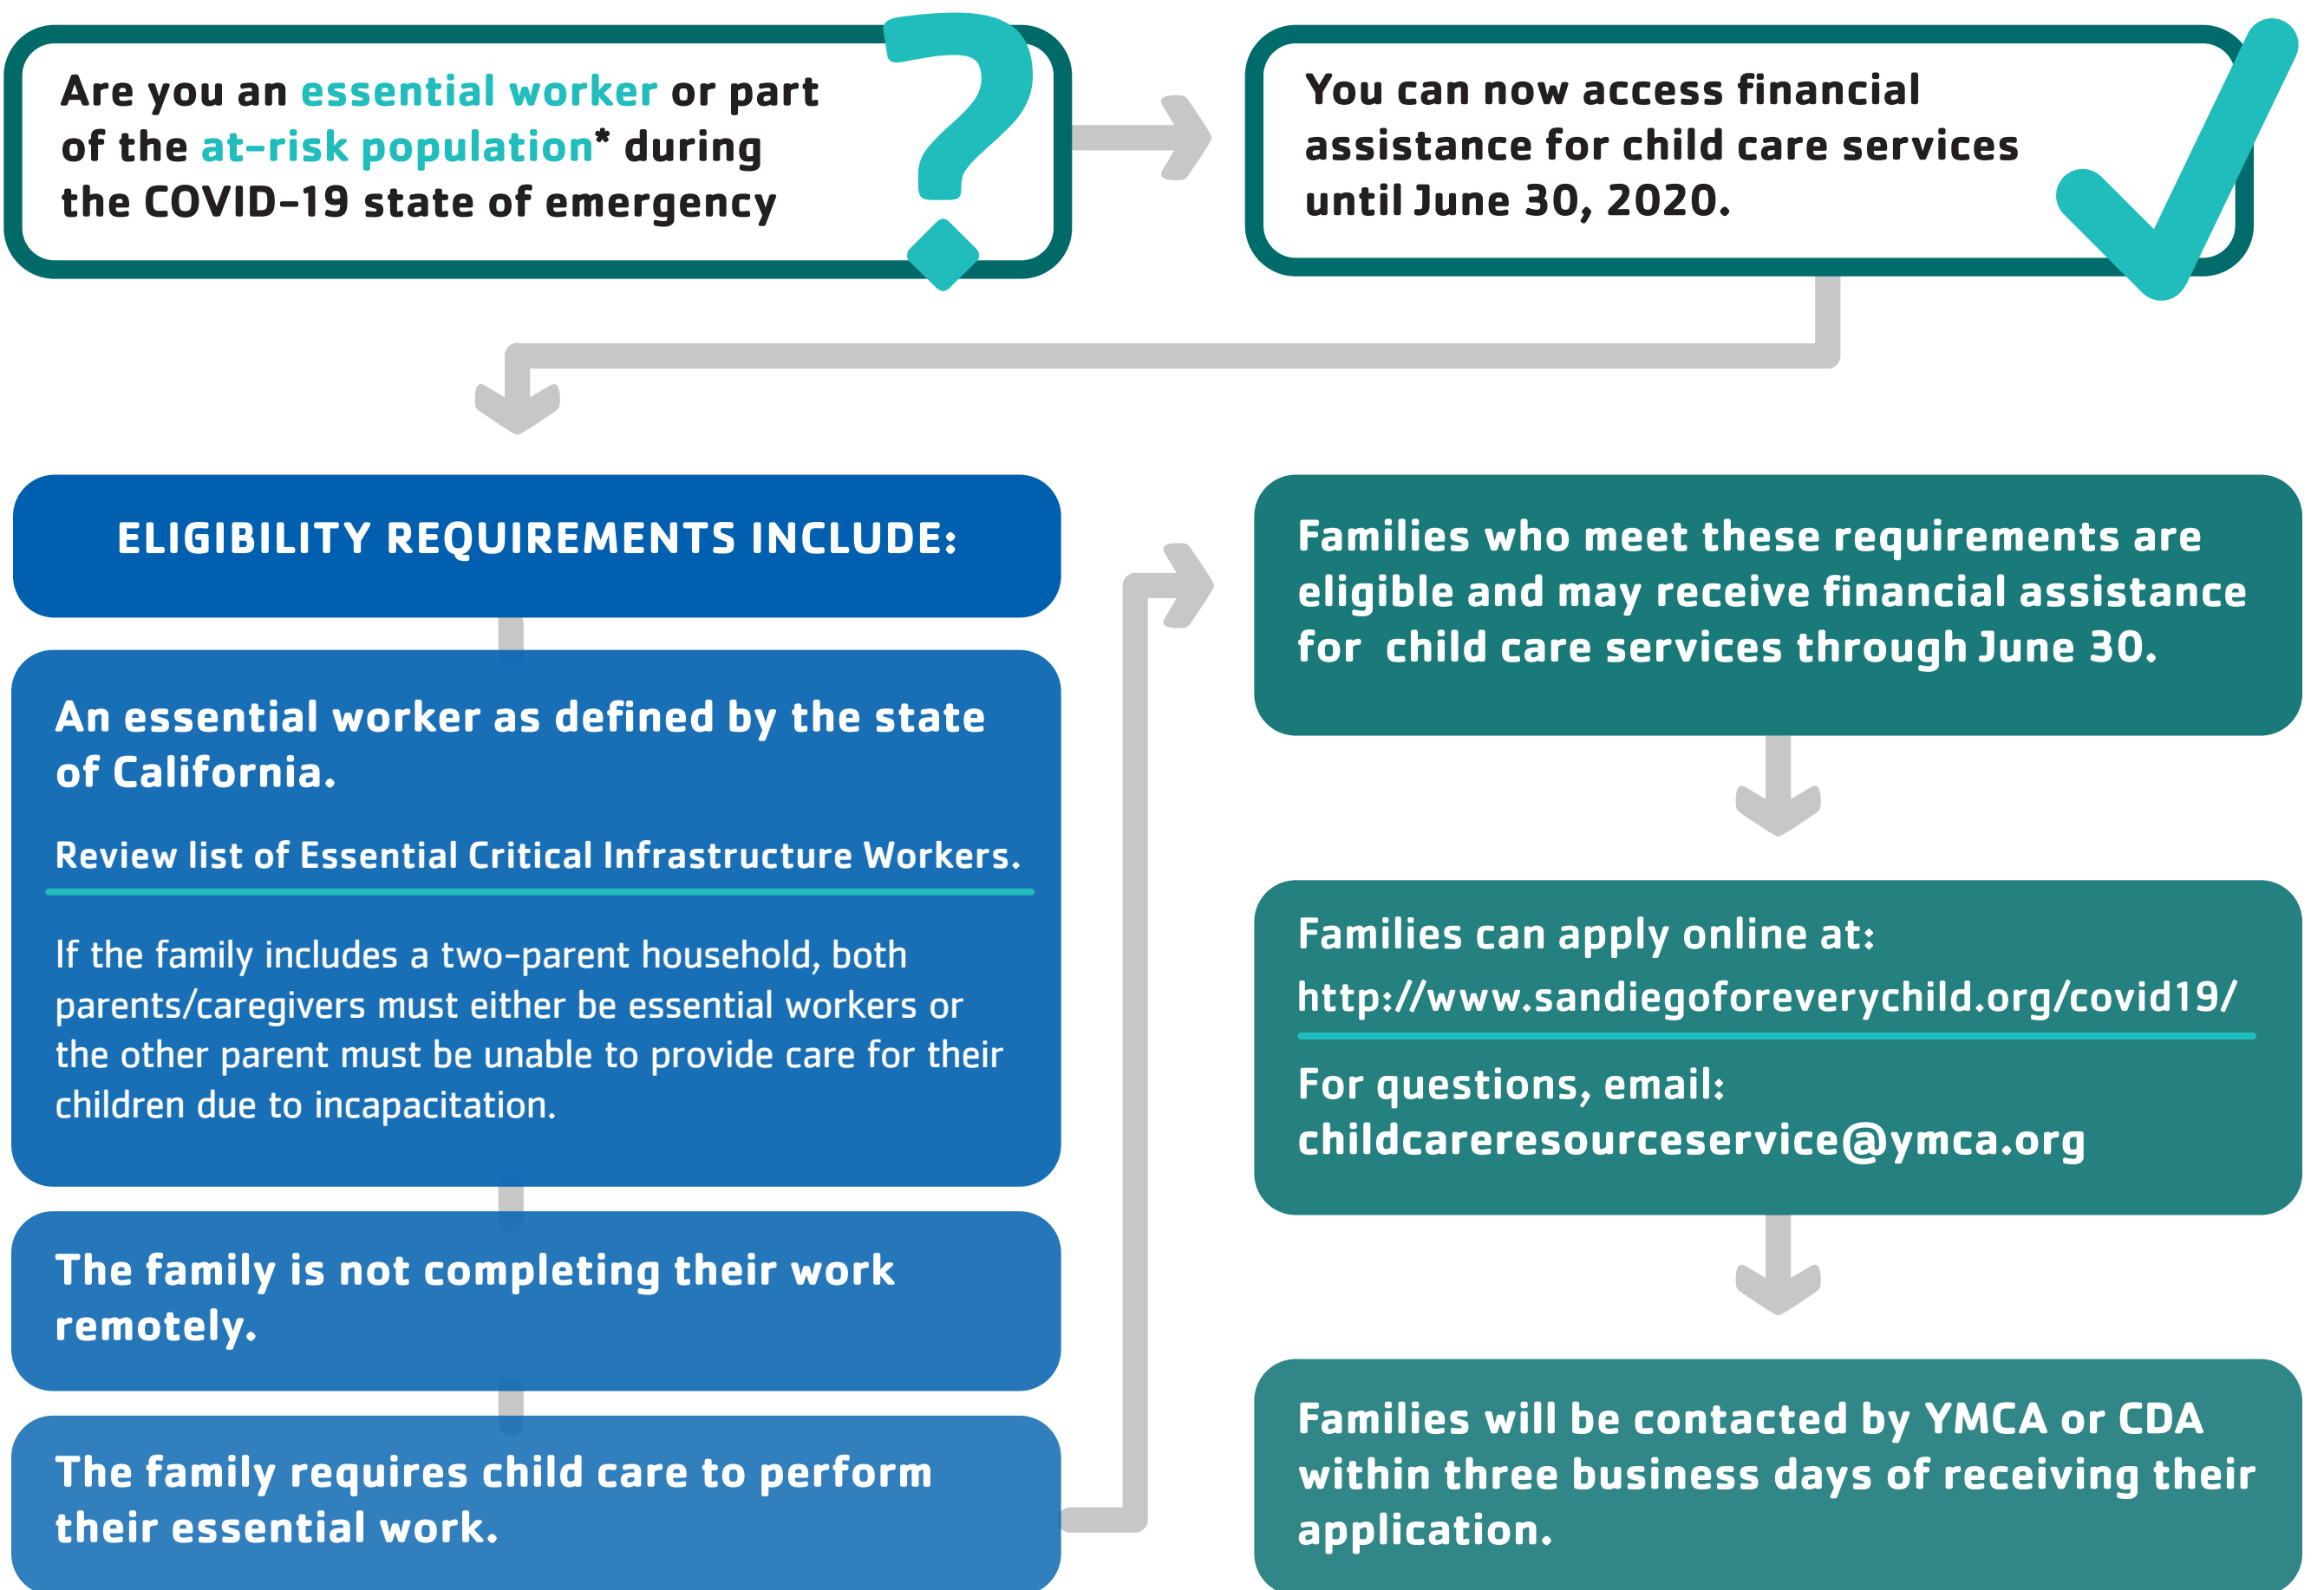 Are you an essential worker or part
of the at-risk population* during
the COVID-19 state of emergency
?
You can now access financial
assistance for child care services
until June 30, 2020.
ELIGIBILITY REQUIREMENTS INCLUDE:
An essential worker as defined by the state
of California.
Review list of Essential Critical Infrastructure Workers.
If the family includes a two-parent household, both
parents/caregivers must either be essential workers or
the other parent must be unable to provide care for their
children due to incapacitation.
The family is not completing their work
remotely.
The family requires child care to perform
their essential work.
Families who meet these requirements are
eligible and may receive financial assistance
for child care services through June 30.
Families can apply online at:
http://www.sandiegoforeverychild.org/covid19/
For questions, email:
childcareresourceservice@ymca.org
Families will be contacted by YMCA or CDA
within three business days of receiving their
application.